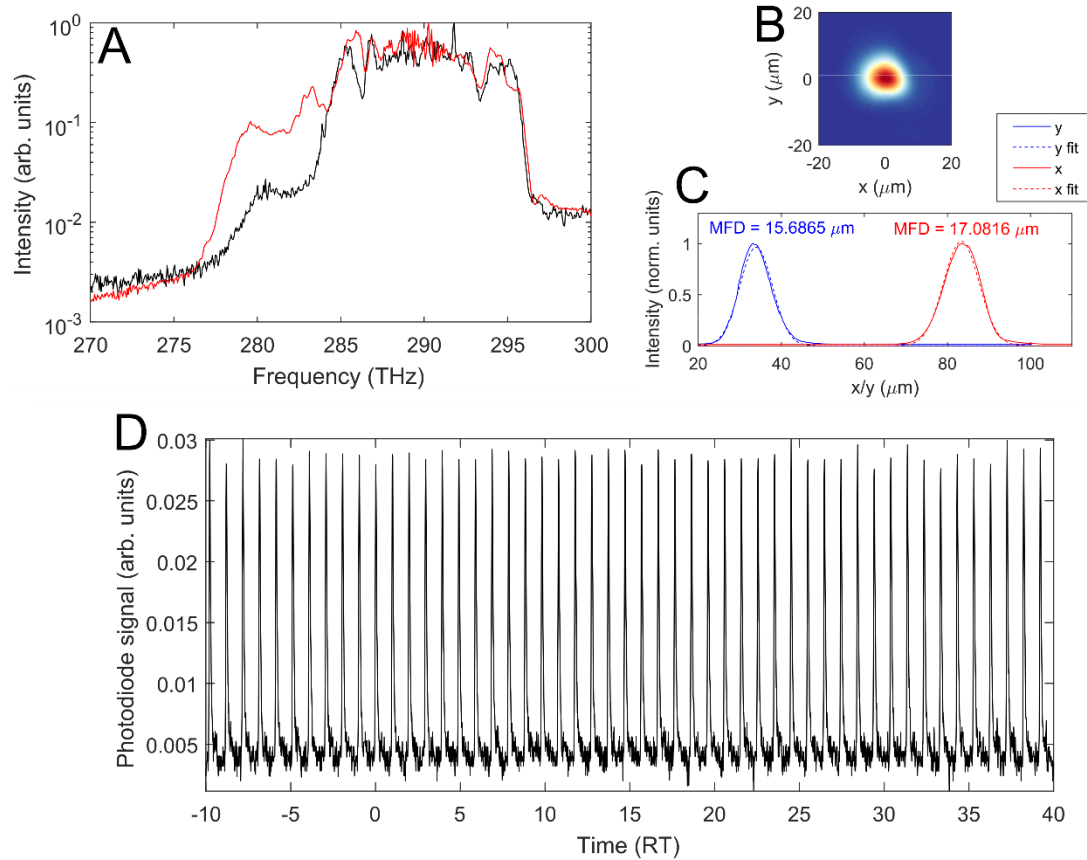 A
Intensity (arb. units)
10^0
10^-1
10^-2
10^-3
270 275 280 285 290 295 300
Frequency (THz)
B
y (μm)
20
0
-20
-20 0 20
x (μm)
y
y fit
x
x fit
C
MFD = 15.6865 μm MFD = 17.0816 μm
Intensity (norm. units)
1
0.5
0
20 40 60 80 100
x/y (μm)
D
Photodiode signal (arb. units)
0.03
0.025
0.02
0.015
0.01
0.005
-10 -5 0 5 10 15 20 25 30 35 40
Time (RT)